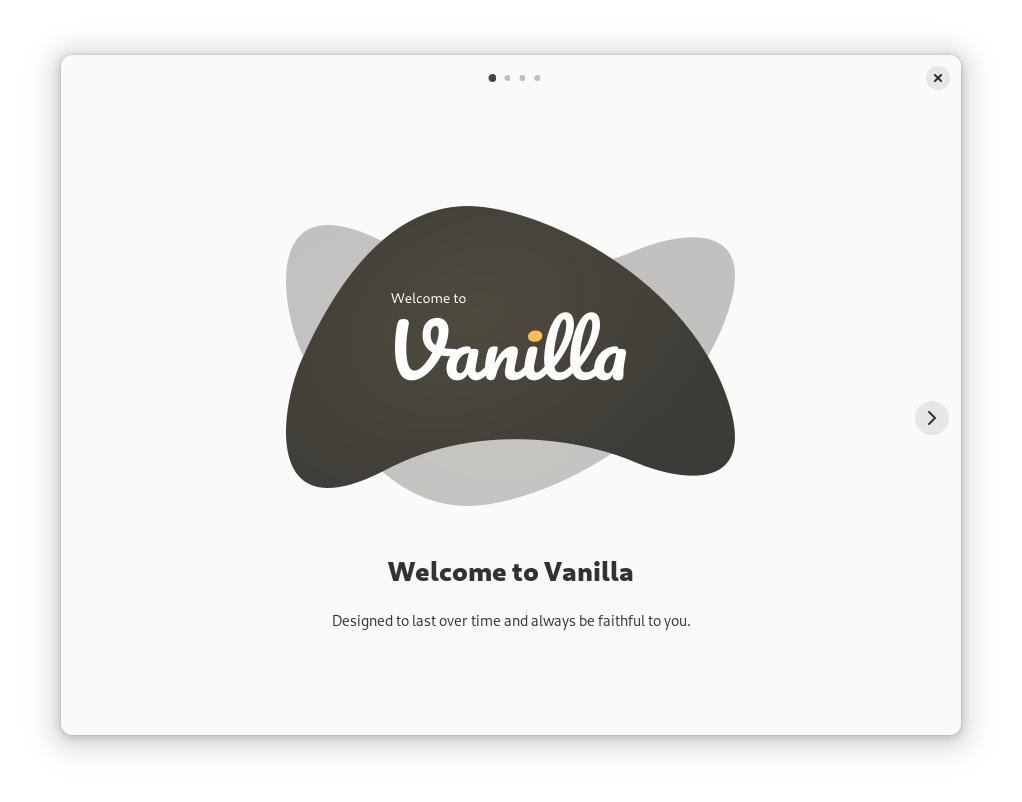 Welcome to
Vanilla
Welcome to Vanilla
Designed to last over time and always be faithful to you.